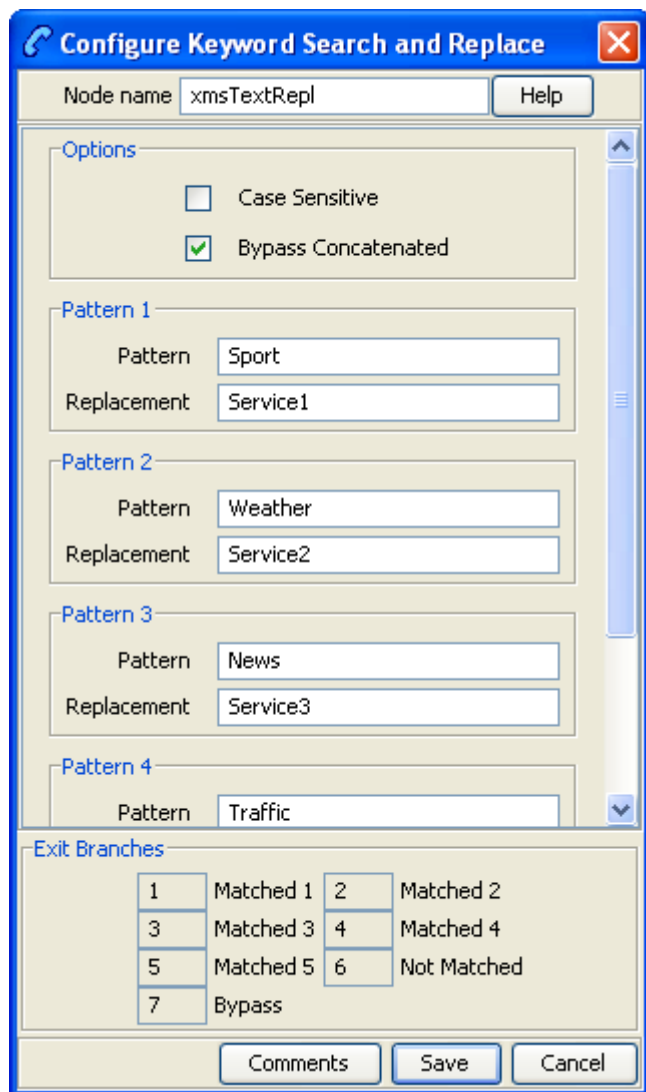 Configure Keyword Search and Replace
Node name xmsTextRepl Help
Options
Case Sensitive
Bypass Concatenated
Pattern 1
Pattern Sport
Replacement Service1
Pattern 2
Pattern Weather
Replacement Service2
Pattern 3
Pattern News
Replacement Service3
Pattern 4
Pattern Traffic
Exit Branches
1 Matched 1 2 Matched 2
3 Matched 3 4 Matched 4
5 Matched 5 6 Not Matched
7 Bypass
Comments Save Cancel